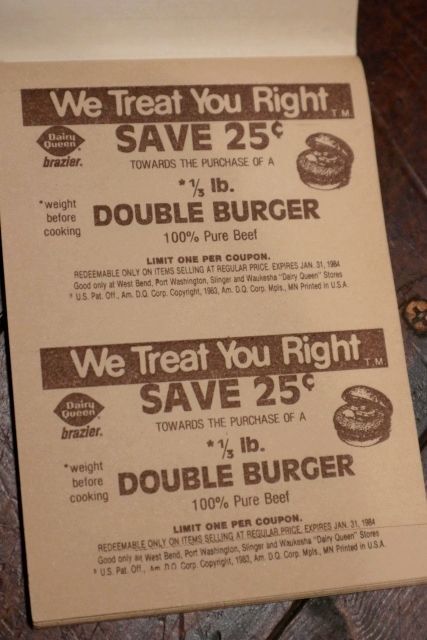 We Treat You Right TM
Dairy Queen
brazier.
SAVE 25¢
TOWARDS THE PURCHASE OF A
*⅓ lb.
*weight before cooking
DOUBLE BURGER
100% Pure Beef
LIMIT ONE PER COUPON.
REDEEMABLE ONLY ON ITEMS SELLING AT REGULAR PRICE. EXPIRES JAN. 31, 1984
Good only at West Bend, Port Washington, Slinger and Waukesha "Dairy Queen" Stores
® U.S. Pat. Off., Am. D.Q. Corp. Copyright, 1983, Am. D.Q. Corp. Mpls., MN Printed in U.S.A.
We Treat You Right T.M
Dairy Queen
brazier.
SAVE 25¢
TOWARDS THE PURCHASE OF A
*⅓ lb.
*weight before cooking
DOUBLE BURGER
100% Pure Beef
LIMIT ONE PER COUPON.
REDEEMABLE ONLY ON ITEMS SELLING AT REGULAR PRICE. EXPIRES JAN. 31, 1984
Good only at West Bend, Port Washington, Slinger and Waukesha "Dairy Queen" Stores
® U.S. Pat. Off., Am. D.Q. Corp. Copyright, 1983, Am. D.Q. Corp. Mpls., MN Printed in U.S.A.